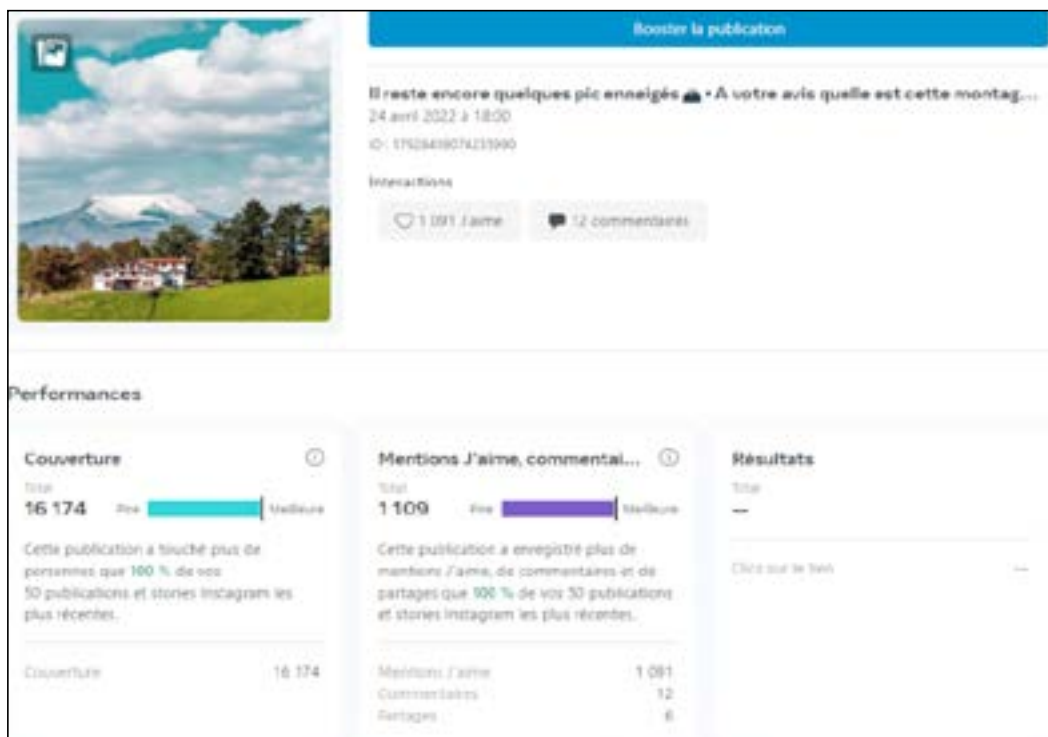 Booster la publication
Il reste encore quelques pic enneigés 🏔 • A votre avis quelle est cette montag...
24 avril 2022 à 18:00
Interactions
1 091 J'aime
12 commentaires
Performances
Couverture
Total
16 174
Pire
Meilleure
Cette publication a touché plus de
personnes que 100 % de vos
50 publications et stories Instagram les
plus récentes.
Couverture
16 174
Mentions J'aime, commentai...
Total
1 109
Pire
Meilleure
Cette publication a enregistré plus de
mentions J'aime, de commentaires et de
partages que 100 % de vos 50 publications
et stories Instagram les plus récentes.
Mentions J'aime
1 091
Commentaires
12
Partages
6
Résultats
Total
--
Clics sur le lien
--